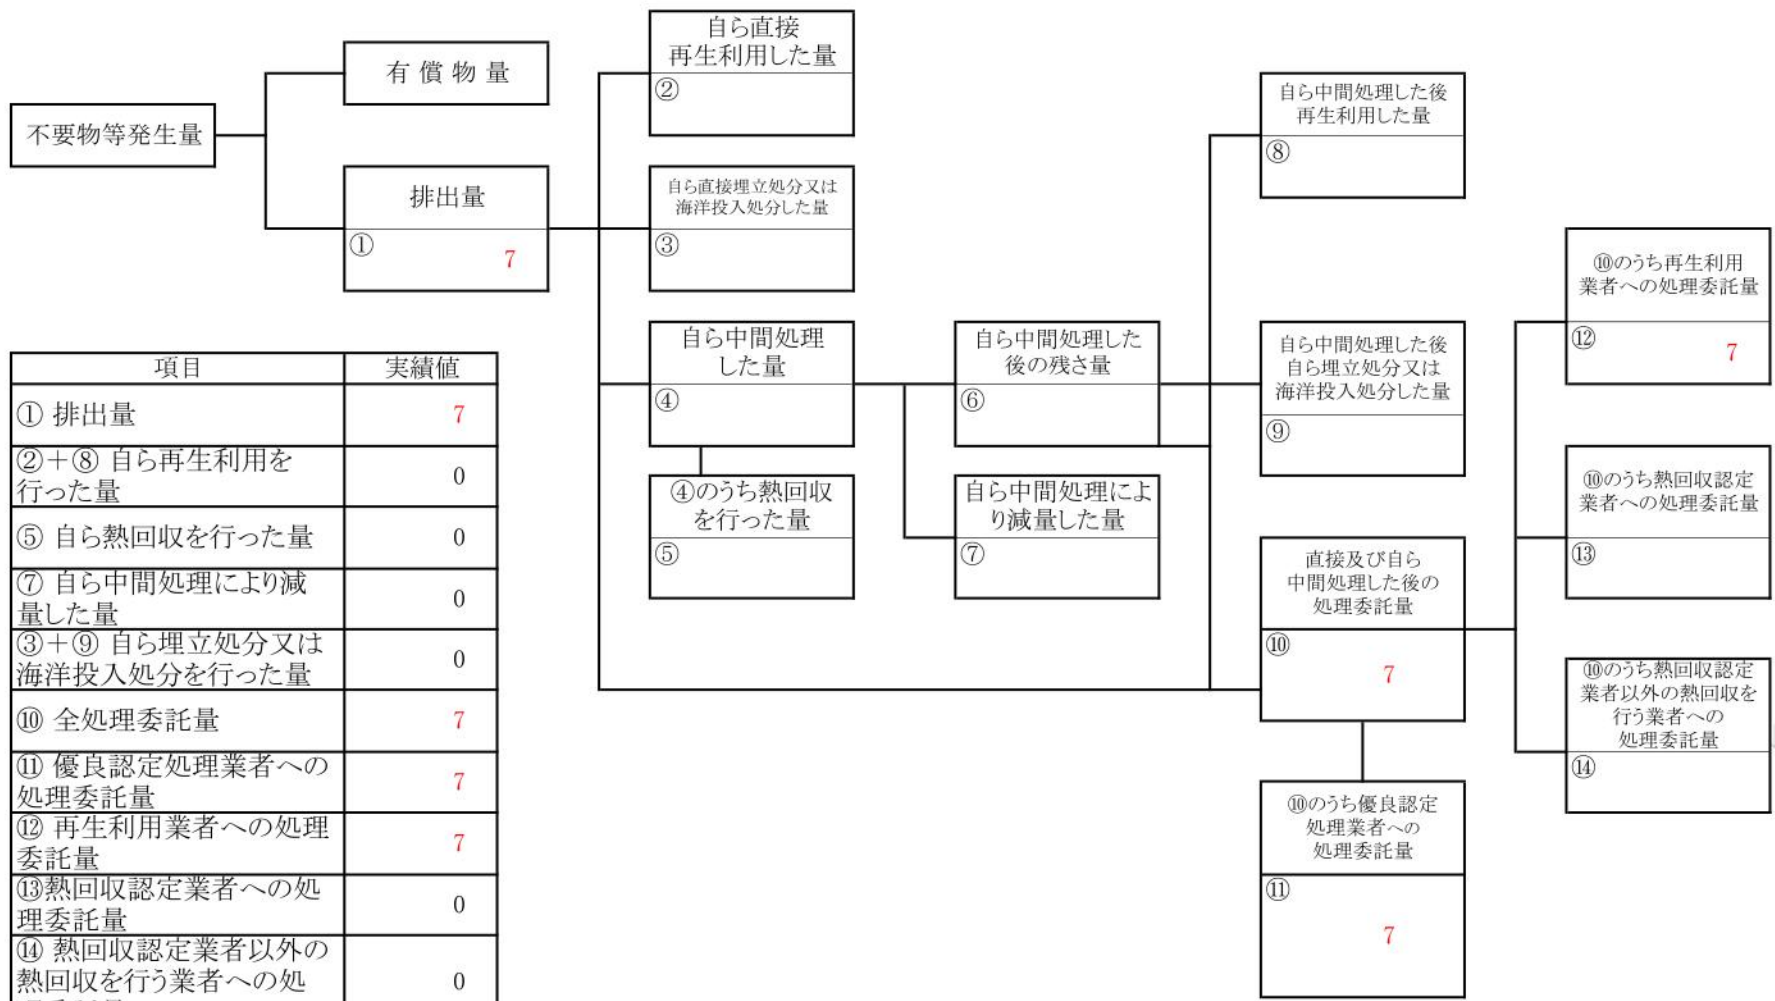 不要物等発生量
有償物量
排出量
①
7
自ら直接
再生利用した量
②
自ら直接埋立処分又は
海洋投入処分した量
③
自ら中間処理
した量
④
④のうち熱回収
を行った量
⑤
自ら中間処理した
後の残さ量
⑥
自ら中間処理によ
り減量した量
⑦
自ら中間処理した後
再生利用した量
⑧
自ら中間処理した後
自ら埋立処分又は
海洋投入処分した量
⑨
直接及び自ら
中間処理した後の
処理委託量
⑩
7
⑩のうち優良認定
処理業者への
処理委託量
⑪
7
⑩のうち再生利用
業者への処理委託量
⑫
7
⑩のうち熱回収認定
業者への処理委託量
⑬
⑩のうち熱回収認定
業者以外の熱回収を
行う業者への
処理委託量
⑭
項目 実績値
① 排出量 7
②+⑧ 自ら再生利用を
行った量 0
⑤ 自ら熱回収を行った量 0
⑦ 自ら中間処理により減
量した量 0
③+⑨ 自ら埋立処分又は
海洋投入処分を行った量 0
⑩ 全処理委託量 7
⑪ 優良認定処理業者への
処理委託量 7
⑫ 再生利用業者への処理
委託量 7
⑬熱回収認定業者への処
理委託量 0
⑭ 熱回収認定業者以外の
熱回収を行う業者への処 0